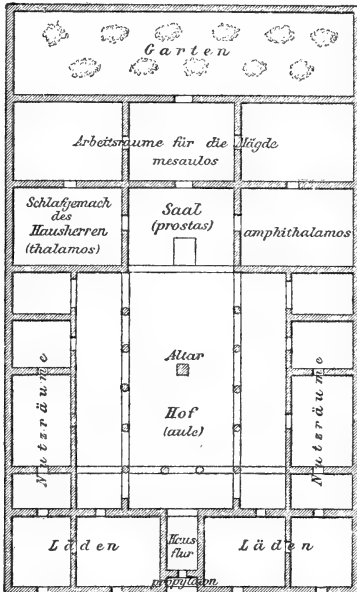 Garten
Arbeitsräume für die Mägde
mesaulos
Schlafgemach
des
Hausherren
(thalamos)
Saal
(prostas)
amphithalamos
Altar
Hof
(aule)
Nutzräume
Nutzräume
Läden
Haus
flur
Läden
propylaion